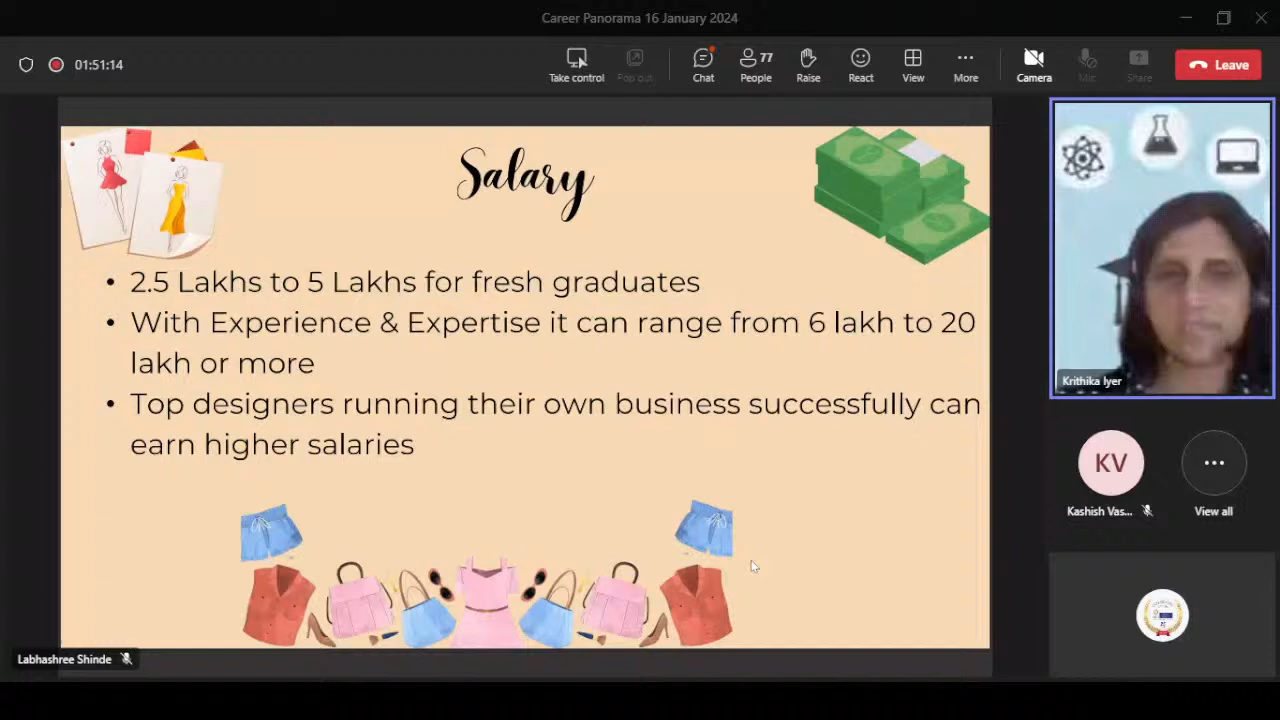 Career Panorama 16 January 2024
01:51:14
Take control
Pop out
Chat
77
People
Raise
React
View
More
Camera
Mic
Share
Leave
Salary
• 2.5 Lakhs to 5 Lakhs for fresh graduates
• With Experience & Expertise it can range from 6 lakh to 20
lakh or more
• Top designers running their own business successfully can
earn higher salaries
Krithika Iyer
KV
Kashish Vas...
View all
Labhashree Shinde